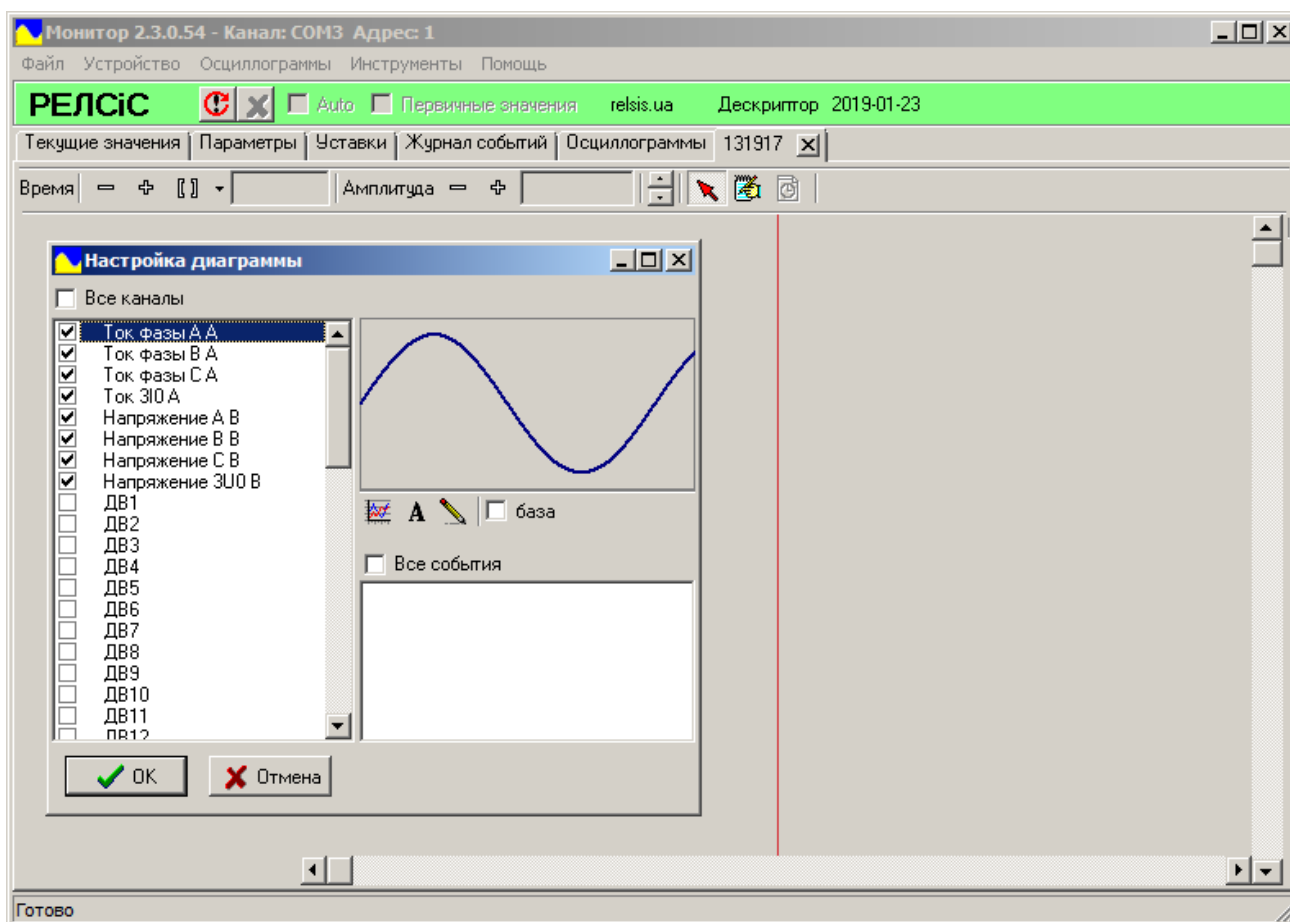 Монитор 2.3.0.54 - Канал: COM3 Адрес: 1
Файл Устройство Осциллограммы Инструменты Помощь
РЕЛСіС Auto Первичные значения relsis.ua Дескриптор 2019-01-23
Текущие значения Параметры Уставки Журнал событий Осциллограммы 131917
Время Амплитуда
Настройка диаграммы
Все каналы
Ток фазы A А
Ток фазы B А
Ток фазы C А
Ток 3I0 А
Напряжение A В
Напряжение B В
Напряжение C В
Напряжение 3U0 В
ДВ1
ДВ2
ДВ3
ДВ4
ДВ5
ДВ6
ДВ7
ДВ8
ДВ9
ДВ10
ДВ11
ДВ12
A база
Все события
OK Отмена
Готово